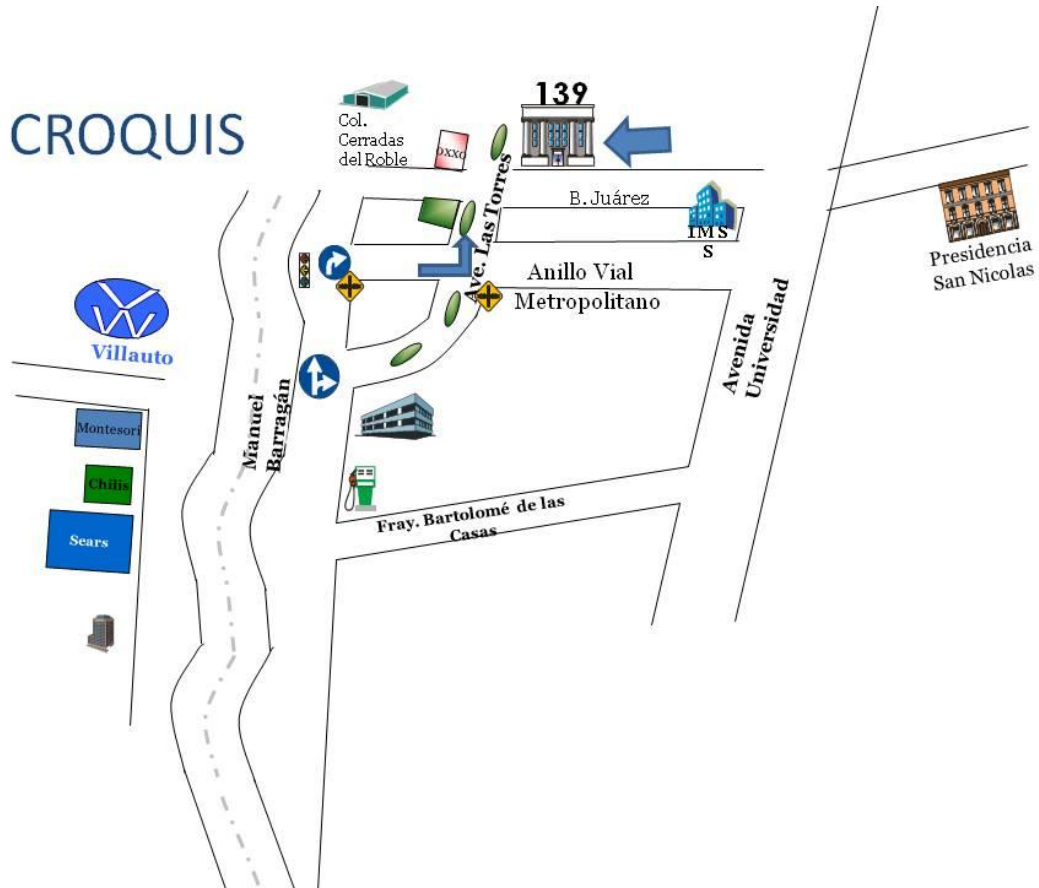 CROQUIS
139
Col.
Cerradas
del Roble
OXXO
Ave. Las Torres
B. Juárez
IMS
S
Presidencia
San Nicolas
Anillo Vial
Metropolitano
Avenida
Universidad
VW
Villauto
Manuel
Barragán
Montesori
Chilis
Sears
Fray. Bartolomé de las
Casas